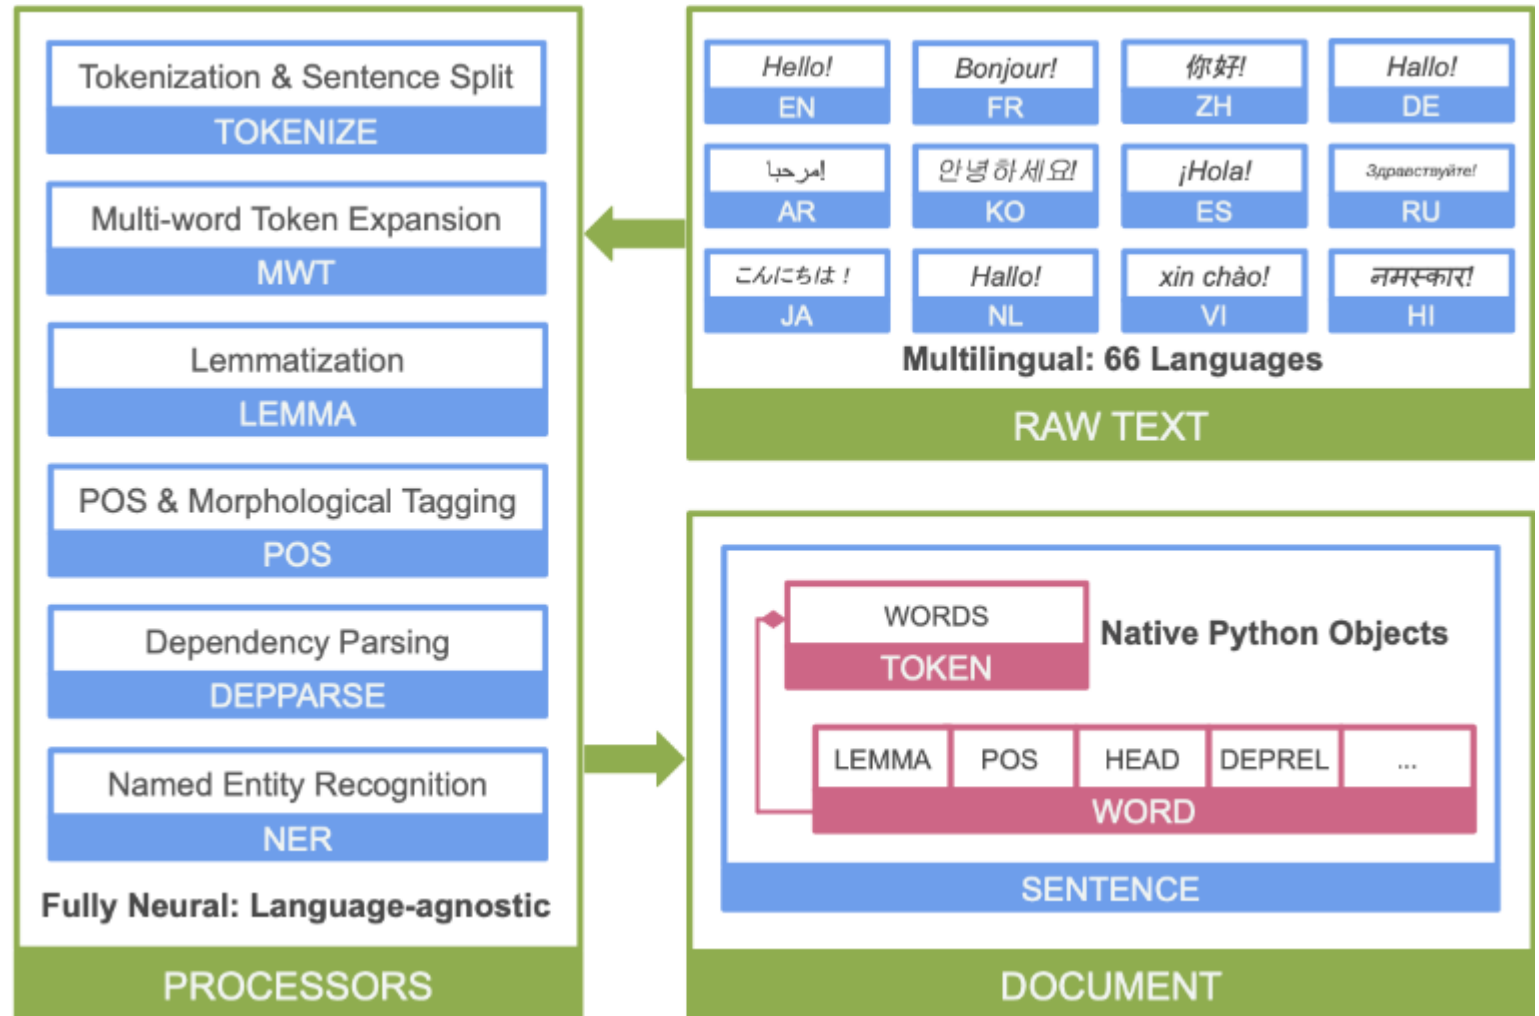 Tokenization & Sentence Split
TOKENIZE
Multi-word Token Expansion
MWT
Lemmatization
LEMMA
POS & Morphological Tagging
POS
Dependency Parsing
DEPPARSE
Named Entity Recognition
NER
Fully Neural: Language-agnostic
PROCESSORS
Hello!
EN
Bonjour!
FR
你好!
ZH
Hallo!
DE
مرحبا!
AR
안녕하세요!
KO
¡Hola!
ES
Здравствуйте!
RU
こんにちは！
JA
Hallo!
NL
xin chào!
VI
नमस्कार!
HI
Multilingual: 66 Languages
RAW TEXT
WORDS
TOKEN
Native Python Objects
LEMMA
POS
HEAD
DEPREL
...
WORD
SENTENCE
DOCUMENT